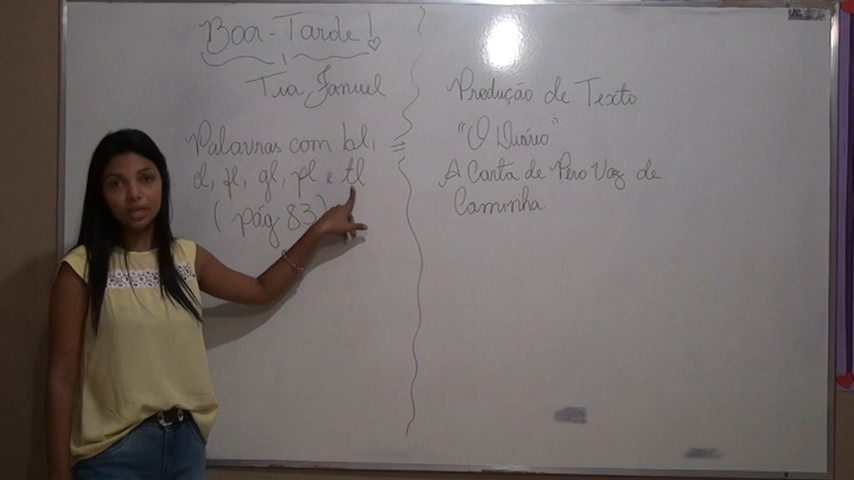 Boa-Tarde!
Tia Januel
Palavras com bl,
cl, fl, gl, pl e tl
(pág 83)
Produção de Texto
"O Diário"
A Carta de Pero Vaz de
Caminha